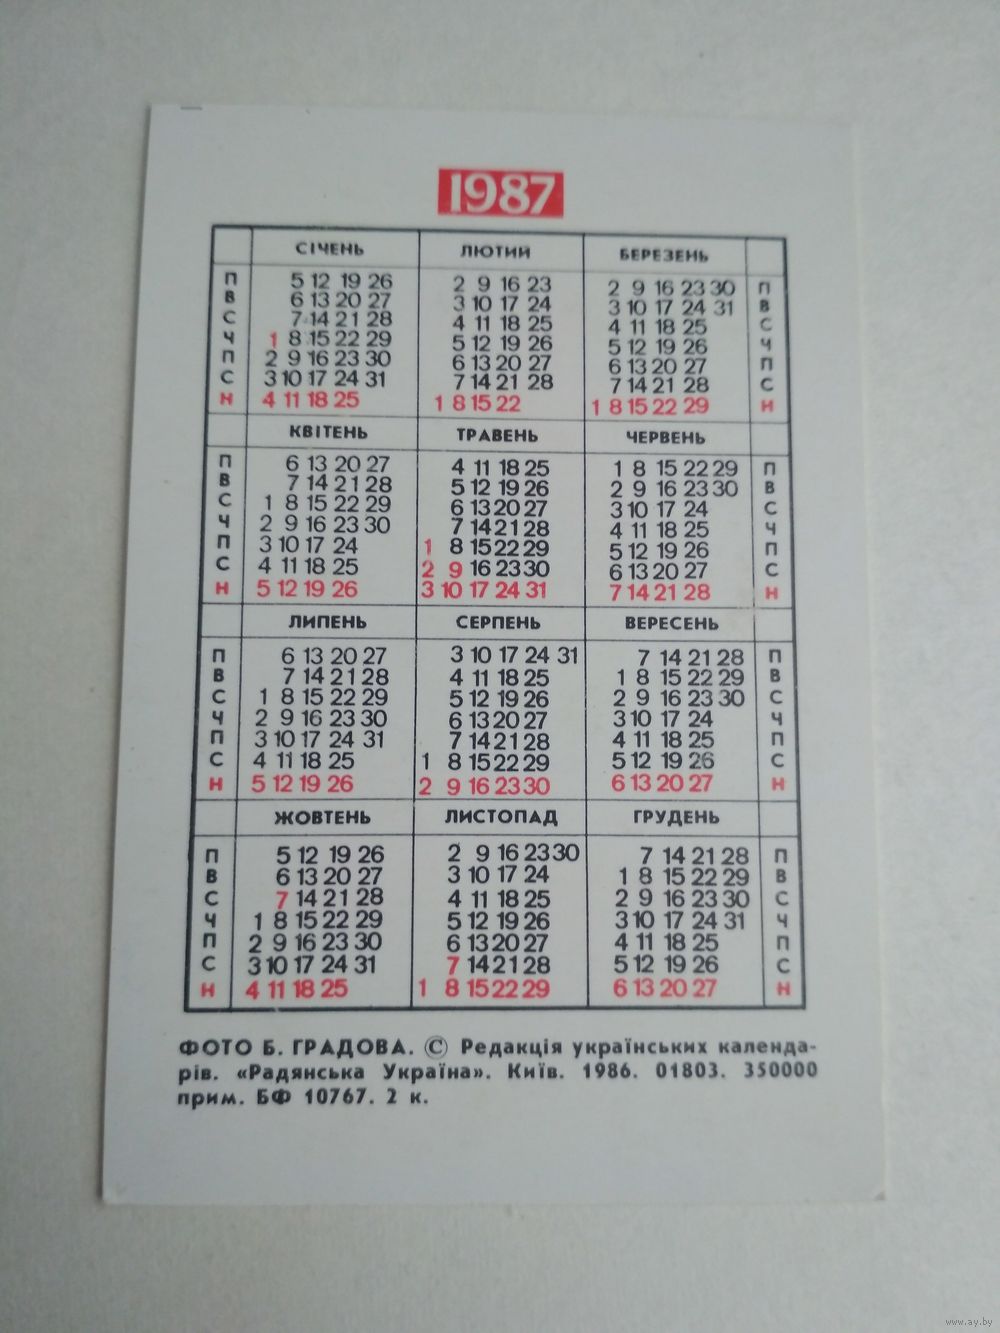 1987
СІЧЕНЬ ЛЮТИЙ БЕРЕЗЕНЬ
П 5 12 19 26 2 9 16 23 2 9 16 23 30 П
В 6 13 20 27 3 10 17 24 3 10 17 24 31 В
С 7 14 21 28 4 11 18 25 4 11 18 25 С
Ч 1 8 15 22 29 5 12 19 26 5 12 19 26 Ч
П 2 9 16 23 30 6 13 20 27 6 13 20 27 П
С 3 10 17 24 31 7 14 21 28 7 14 21 28 С
Н 4 11 18 25 1 8 15 22 1 8 15 22 29 Н
КВІТЕНЬ ТРАВЕНЬ ЧЕРВЕНЬ
П 6 13 20 27 4 11 18 25 1 8 15 22 29 П
В 7 14 21 28 5 12 19 26 2 9 16 23 30 В
С 1 8 15 22 29 6 13 20 27 3 10 17 24 С
Ч 2 9 16 23 30 7 14 21 28 4 11 18 25 Ч
П 3 10 17 24 1 8 15 22 29 5 12 19 26 П
С 4 11 18 25 2 9 16 23 30 6 13 20 27 С
Н 5 12 19 26 3 10 17 24 31 7 14 21 28 Н
ЛИПЕНЬ СЕРПЕНЬ ВЕРЕСЕНЬ
П 6 13 20 27 3 10 17 24 31 7 14 21 28 П
В 7 14 21 28 4 11 18 25 1 8 15 22 29 В
С 1 8 15 22 29 5 12 19 26 2 9 16 23 30 С
Ч 2 9 16 23 30 6 13 20 27 3 10 17 24 Ч
П 3 10 17 24 31 7 14 21 28 4 11 18 25 П
С 4 11 18 25 1 8 15 22 29 5 12 19 26 С
Н 5 12 19 26 2 9 16 23 30 6 13 20 27 Н
ЖОВТЕНЬ ЛИСТОПАД ГРУДЕНЬ
П 5 12 19 26 2 9 16 23 30 7 14 21 28 П
В 6 13 20 27 3 10 17 24 1 8 15 22 29 В
С 7 14 21 28 4 11 18 25 2 9 16 23 30 С
Ч 1 8 15 22 29 5 12 19 26 3 10 17 24 31 Ч
П 2 9 16 23 30 6 13 20 27 4 11 18 25 П
С 3 10 17 24 31 7 14 21 28 5 12 19 26 С
Н 4 11 18 25 1 8 15 22 29 6 13 20 27 Н
ФОТО Б. ГРАДОВА. © Редакція українських календа-
рів. «Радянська Україна». Київ. 1986. 01803. 350000
прим. БФ 10767. 2 к.
www.ay.by